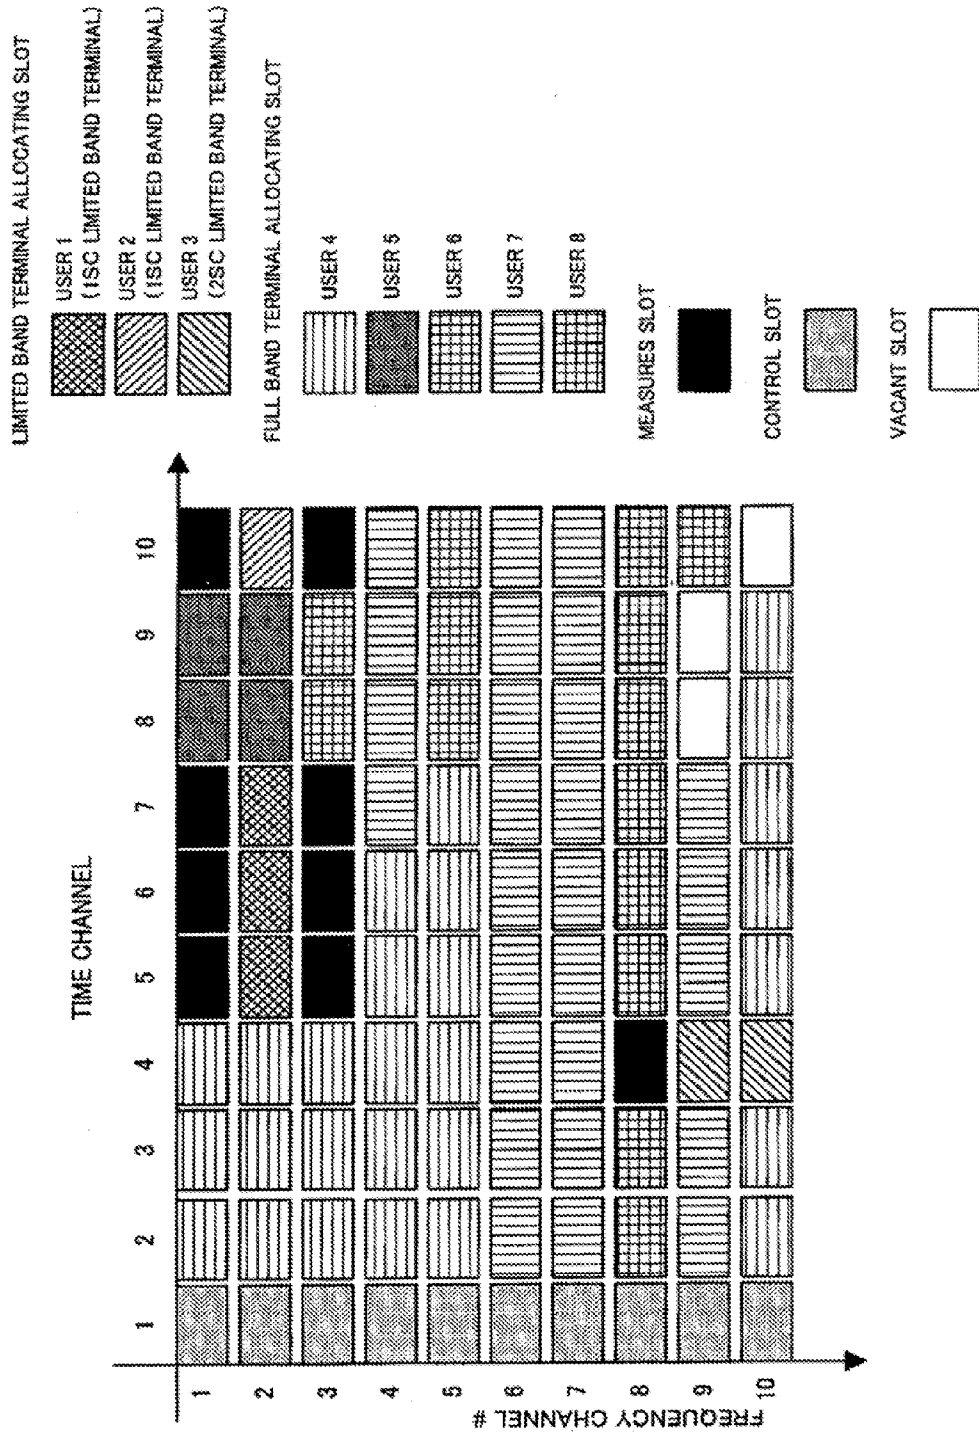 TIME CHANNEL
1 2 3 4 5 6 7 8 9 10
FREQUENCY CHANNEL #
1
2
3
4
5
6
7
8
9
10
LIMITED BAND TERMINAL ALLOCATING SLOT
USER 1
(1SC LIMITED BAND TERMINAL)
USER 2
(1SC LIMITED BAND TERMINAL)
USER 3
(2SC LIMITED BAND TERMINAL)
FULL BAND TERMINAL ALLOCATING SLOT
USER 4
USER 5
USER 6
USER 7
USER 8
MEASURES SLOT
CONTROL SLOT
VACANT SLOT